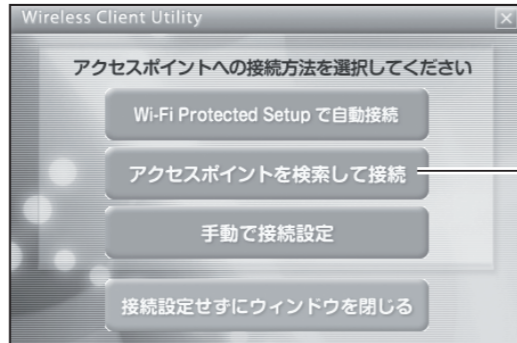 Wireless Client Utility
アクセスポイントへの接続方法を選択してください
Wi-Fi Protected Setup で自動接続
アクセスポイントを検索して接続
手動で接続設定
接続設定せずにウィンドウを閉じる